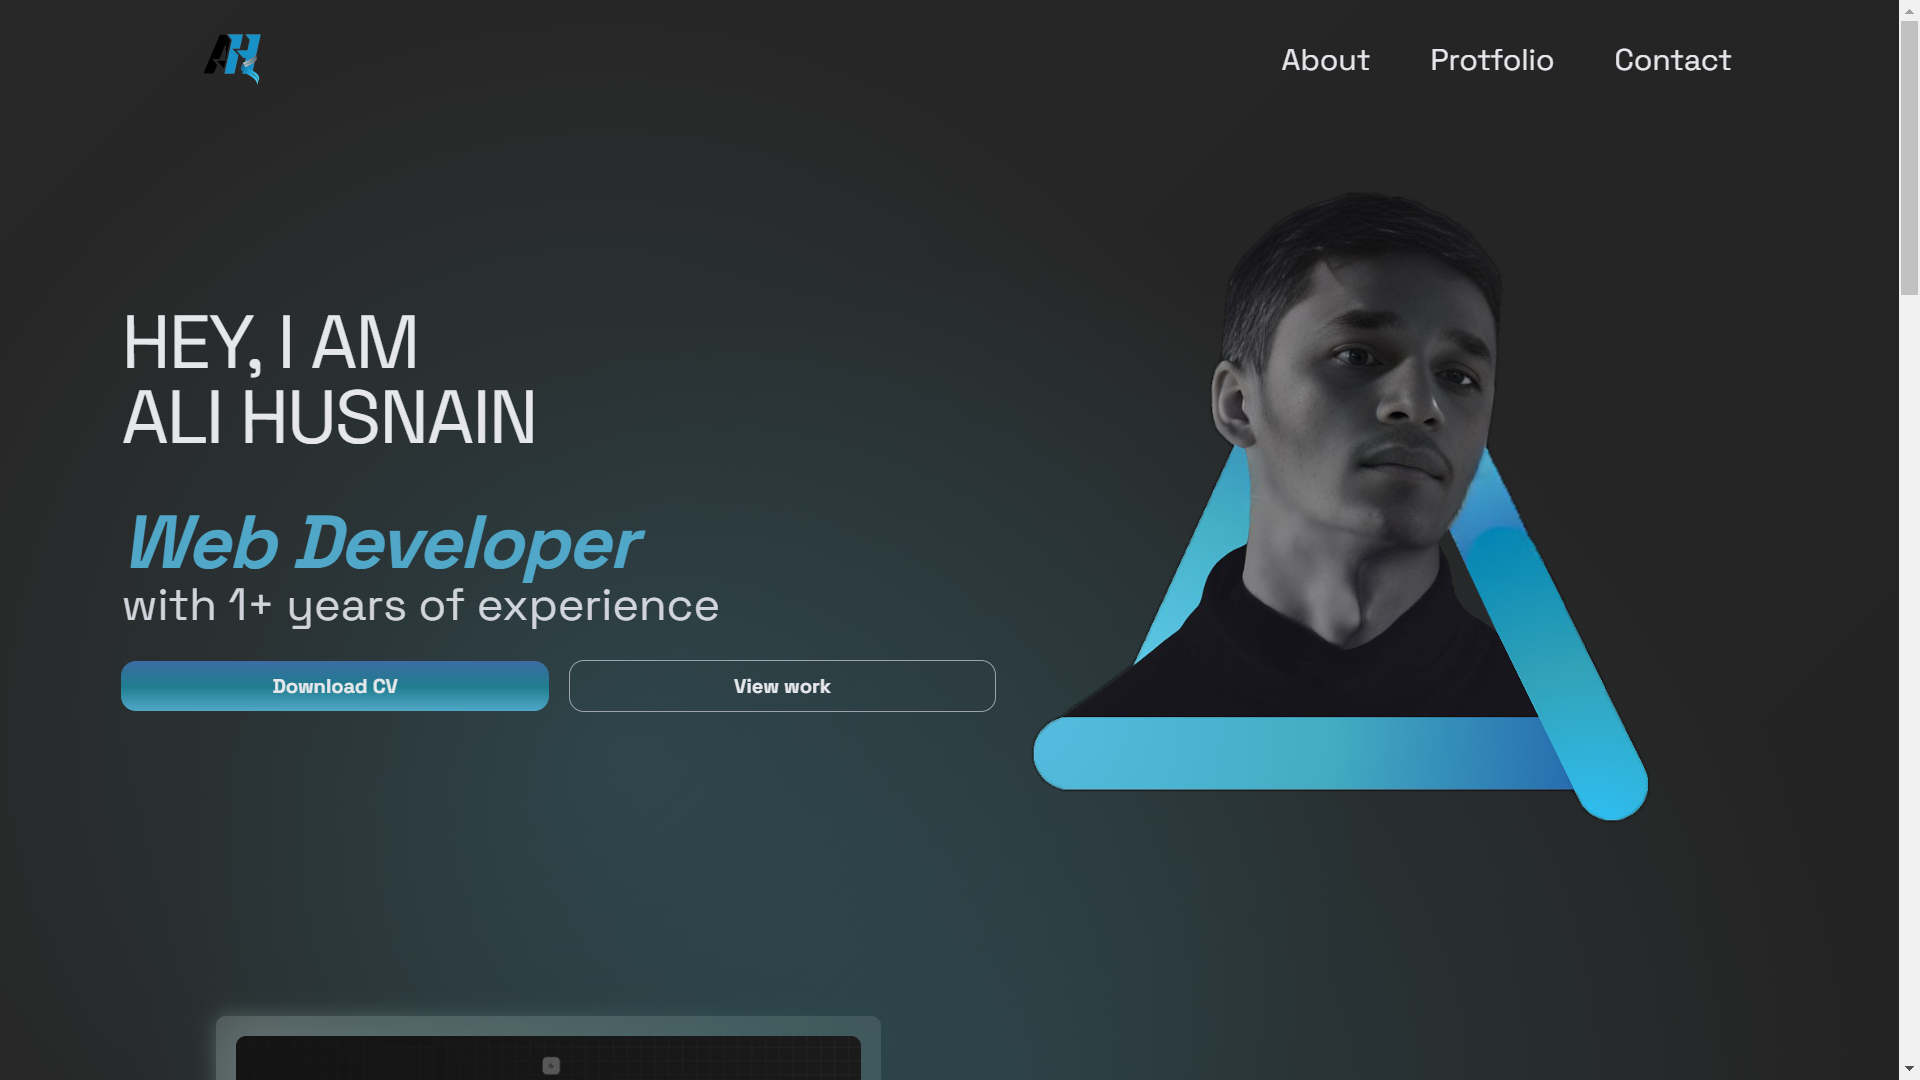 AH
About
Protfolio
Contact
HEY, I AM
ALI HUSNAIN
Web Developer
with 1+ years of experience
Download CV
View work